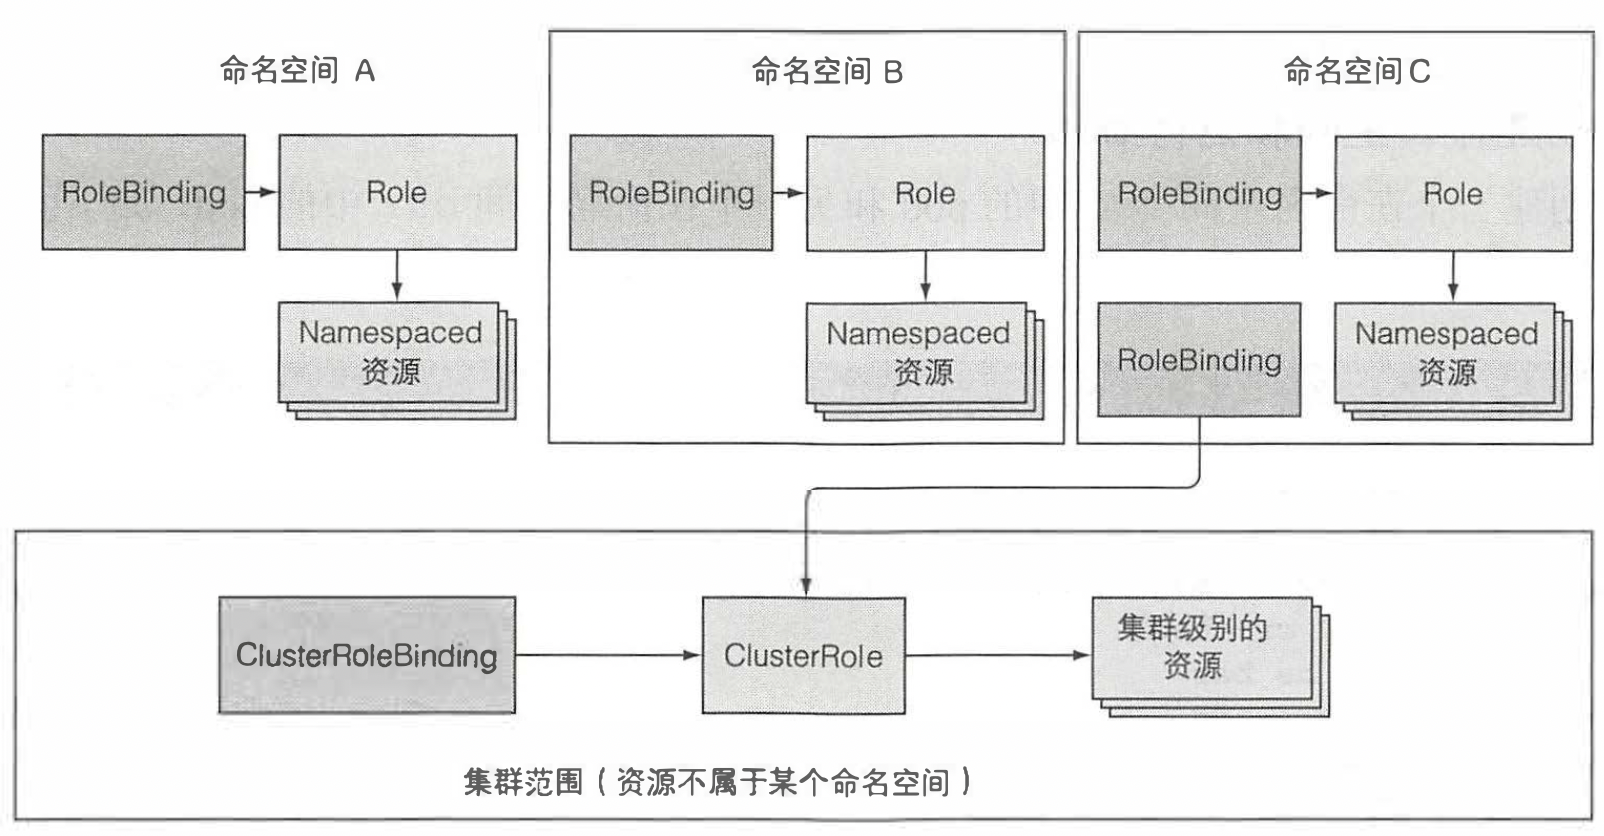 命名空间 A
命名空间 B
命名空间 C
RoleBinding
Role
RoleBinding
Role
RoleBinding
Role
Namespaced
资源
Namespaced
资源
RoleBinding
Namespaced
资源
ClusterRoleBinding
ClusterRole
集群级别的
资源
集群范围（资源不属于某个命名空间）